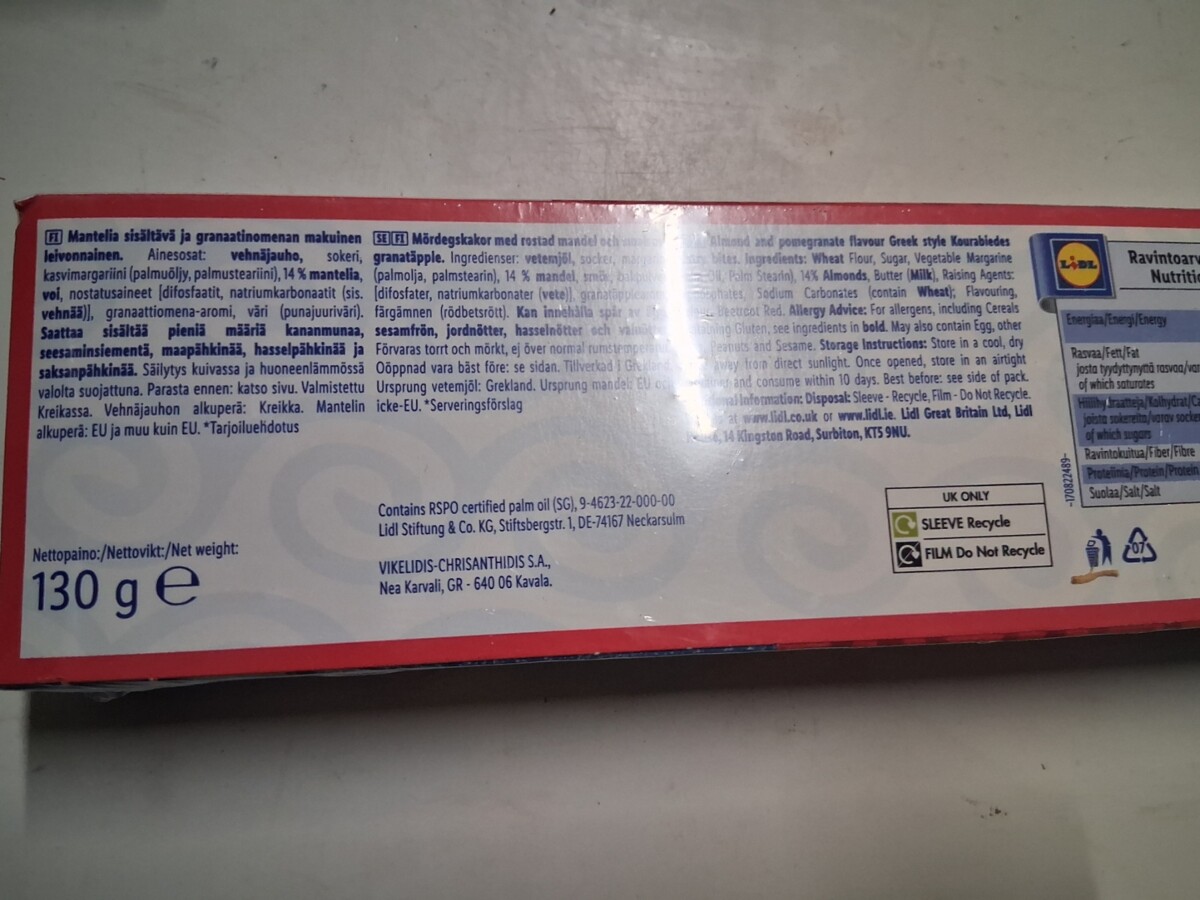 FI Mantelia sisältävä ja granaatinomenan makuinen
leivonnainen. Ainesosat: vehnäjauho, sokeri,
kasvimargariini (palmuöljy, palmusteariini), 14 % mantelia,
voi, nostatusaineet [difosfaatit, natriumkarbonaatit (sis.
vehnää)], granaattiomena-aromi, väri (punajuuriväri).
Saattaa sisältää pieniä määriä kananmunaa,
seesaminsiementä, maapähkinää, hasselpähkinää ja
saksanpähkinää. Säilytys kuivassa ja huoneenlämmössä
valolta suojattuna. Parasta ennen: katso sivu. Valmistettu
Kreikassa. Vehnäjauhon alkuperä: Kreikka. Mantelin
alkuperä: EU ja muu kuin EU. *Tarjoiluehdotus
Nettopaino:/Nettovikt:/Net weight:
130 g e
SE FI Mördegskakor med rostad mandel och
granatäpple. Ingredienser: vetemjöl, socker,
(palmolja, palmstearin), 14 % mandel, smör,
[difosfater, natriumkarbonater (vete)],
färgämnen (rödbetsrött). Kan innehålla spår av
sesamfrön, jordnötter, hasselnötter och
Förvaras torrt och mörkt, ej över normal rumstemperatur.
Oöppnad vara bäst före: se sidan. Tillverkad i
Ursprung vetemjöl: Grekland. Ursprung mandel: EU och
icke-EU. *Serveringsförslag
Contains RSPO certified palm oil (SG), 9-4623-22-000-00
Lidl Stiftung & Co. KG, Stiftsbergstr. 1, DE-74167 Neckarsulm
VIKELIDIS-CHRISANTHIDIS S.A.,
Nea Karvali, GR - 640 06 Kavala.
Almond and pomegranate flavour Greek style Kourabiedes
bites. Ingredients: Wheat Flour, Sugar, Vegetable Margarine
Oil, Palm Stearin), 14% Almonds, Butter (Milk), Raising Agents:
Sodium Carbonates (contain Wheat); Flavouring,
Beetroot Red. Allergy Advice: For allergens, including Cereals
Gluten, see ingredients in bold. May also contain Egg, other
Peanuts and Sesame. Storage Instructions: Store in a cool, dry
away from direct sunlight. Once opened, store in an airtight
and consume within 10 days. Best before: see side of pack.
Information: Disposal: Sleeve - Recycle, Film - Do Not Recycle.
at www.lidl.co.uk or www.lidl.ie. Lidl Great Britain Ltd, Lidl
14 Kingston Road, Surbiton, KT5 9NU.
UK ONLY
SLEEVE Recycle
FILM Do Not Recycle
-170822489-
LIDL
Energiaa/Energi/Energy
Rasvaa/Fett/Fat
josta tyydyttynyttä rasvaa/
of which saturates
of which sugars
Ravintokuitua/Fiber/Fibre
Proteiinia/Protein/Protein
Suolaa/Salt/Salt
07